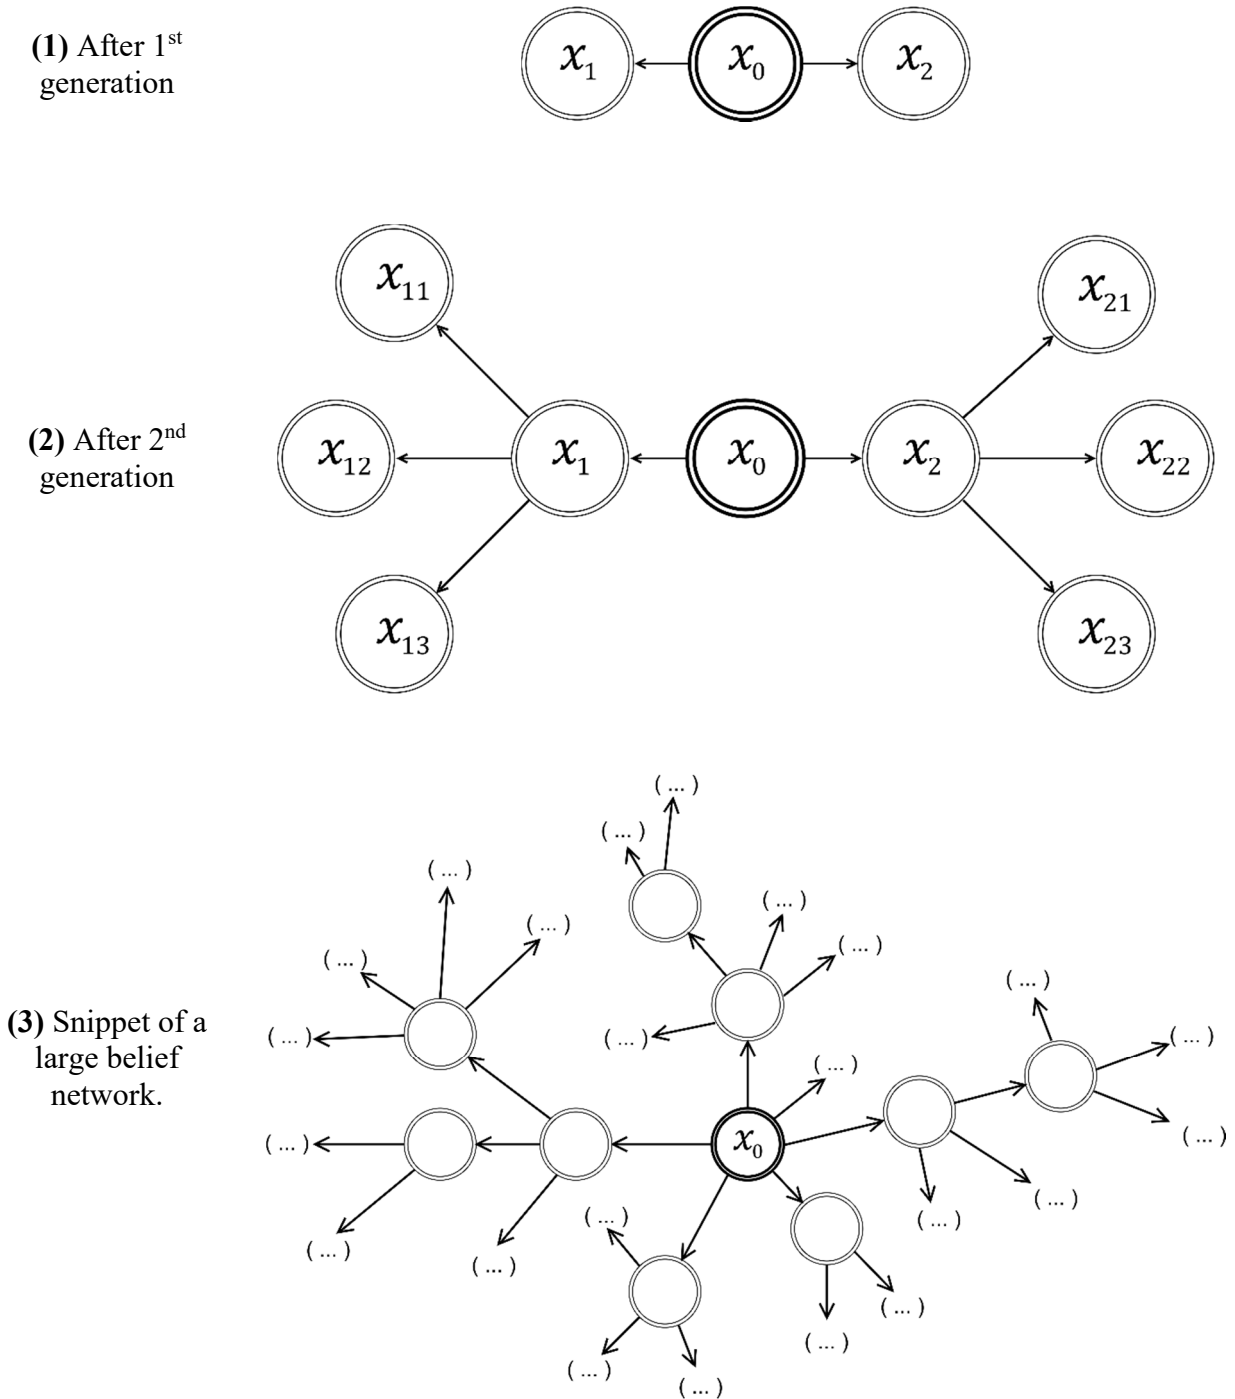 (1) After 1st
generation
x1 x0 x2
x11 x21
(2) After 2nd
generation
x12 x1 x0 x2 x22
x13 x23
(...)
(...)
(...)
(...)
(...)
(...)
(...)
(...)
(...)
(3) Snippet of a
large belief
network.
(...)
(...)
(...)
(...)
x0
(...)
(...)
(...)
(...)
(...)
(...)
(...)
(...)
(...)
(...)
(...)
(...)